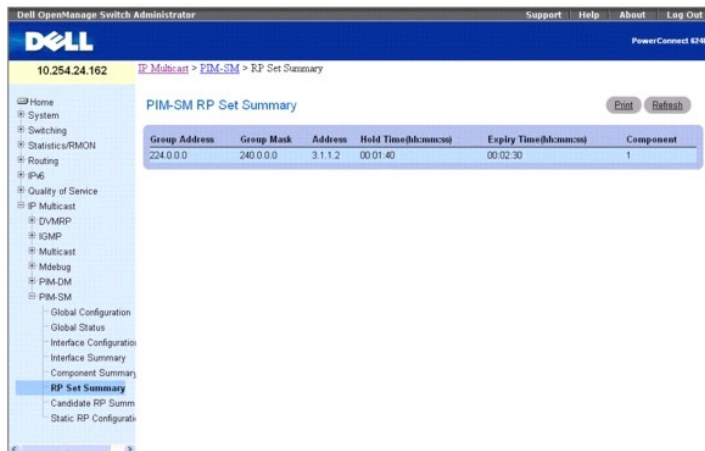 Dell OpenManage Switch Administrator
Support Help About Log Out
DELL
PowerConnect 6248
10.254.24.162
IP Multicast > PIM-SM > RP Set Summary
Home
System
Switching
Statistics/RMON
Routing
IPv6
Quality of Service
IP Multicast
DVMRP
IGMP
Multicast
Mdebug
PIM-DM
PIM-SM
Global Configuration
Global Status
Interface Configuration
Interface Summary
Component Summary
RP Set Summary
Candidate RP Summ
Static RP Configurati
PIM-SM RP Set Summary
Print Refresh
Group Address Group Mask Address Hold Time(hh:mm:ss) Expiry Time(hh:mm:ss) Component
224.0.0.0 240.0.0.0 3.1.1.2 00:01:40 00:02:30 1